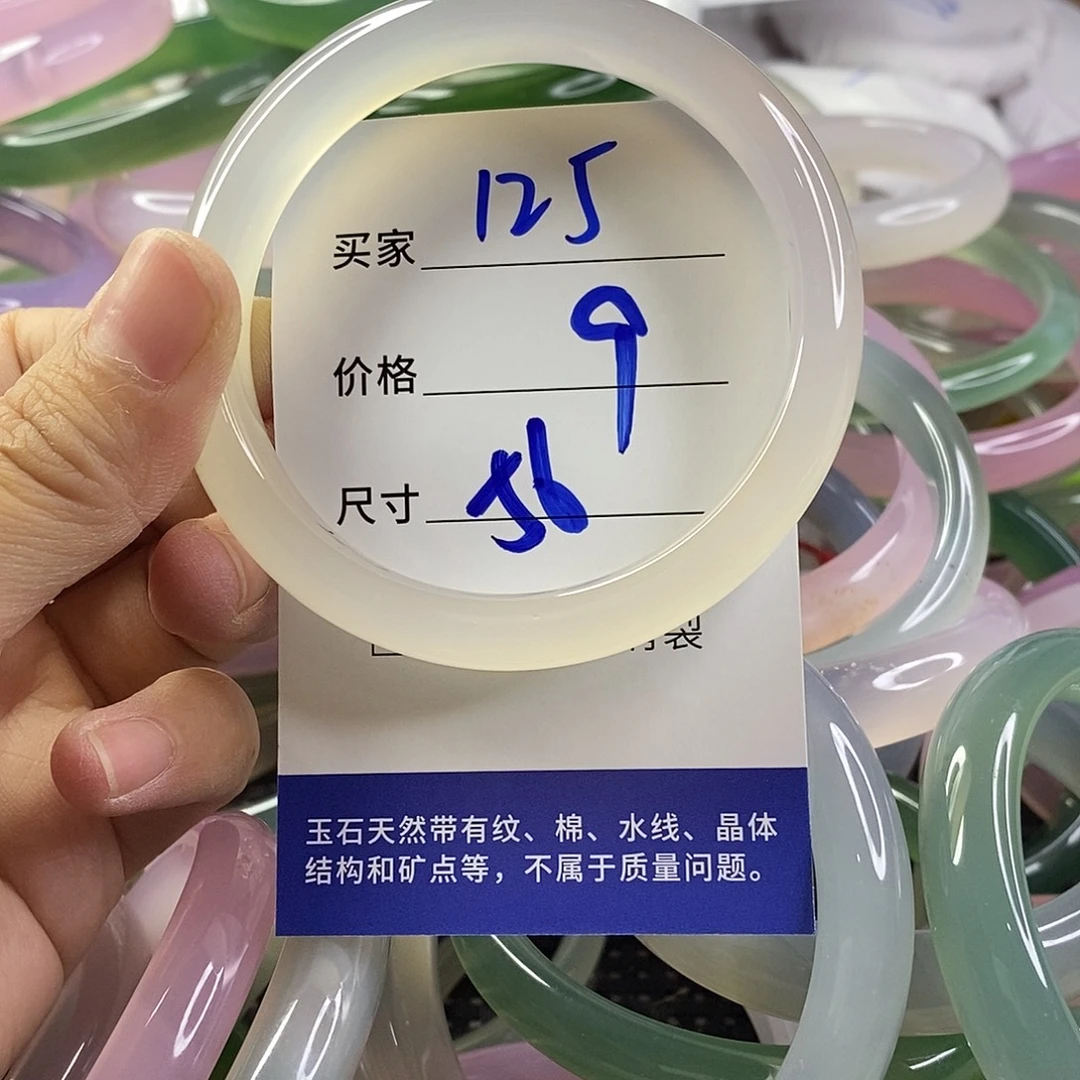 买家 125
价格 9
尺寸 56
制
玉石天然带有纹、棉、水线、晶体
结构和矿点等，不属于质量问题。